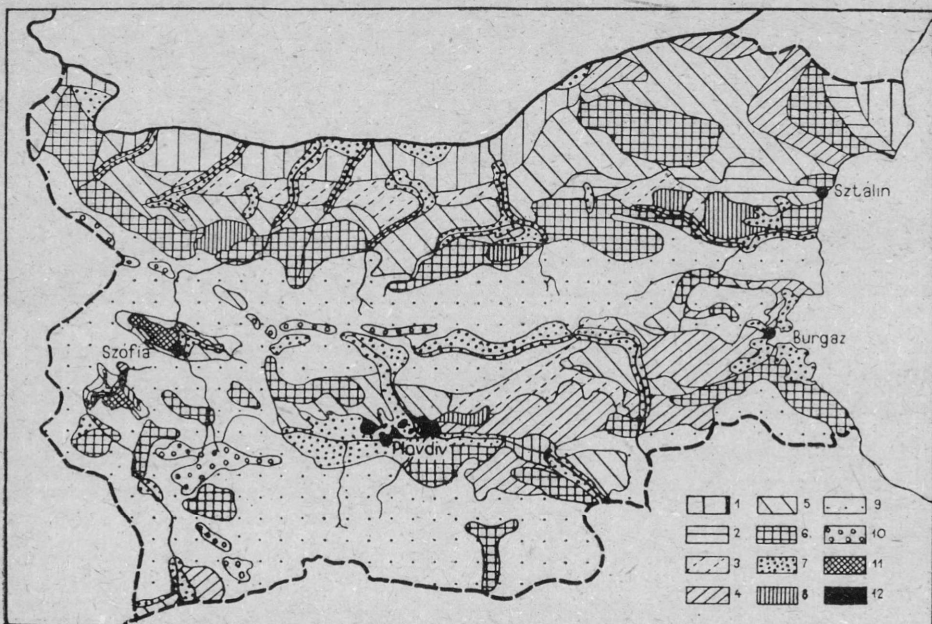 Sztálin
Burgaz
Szófia
Plovdiv
1 5 9
2 6 10
3 7 11
4 8 12